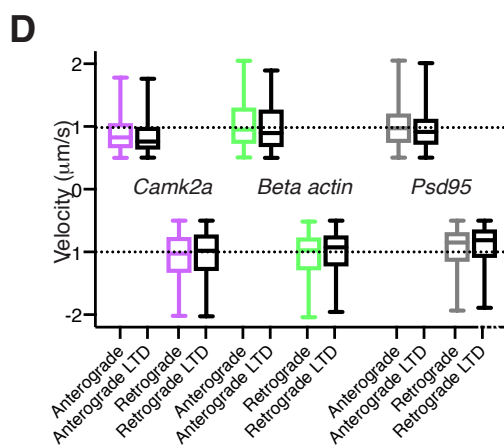 D
Velocity (μm/s)
2
1
0
-1
-2
Camk2a
Beta actin
Psd95
Anterograde
Anterograde LTD
Retrograde
Retrograde LTD
Anterograde
Anterograde LTD
Retrograde
Retrograde LTD
Anterograde
Anterograde LTD
Retrograde
Retrograde LTD